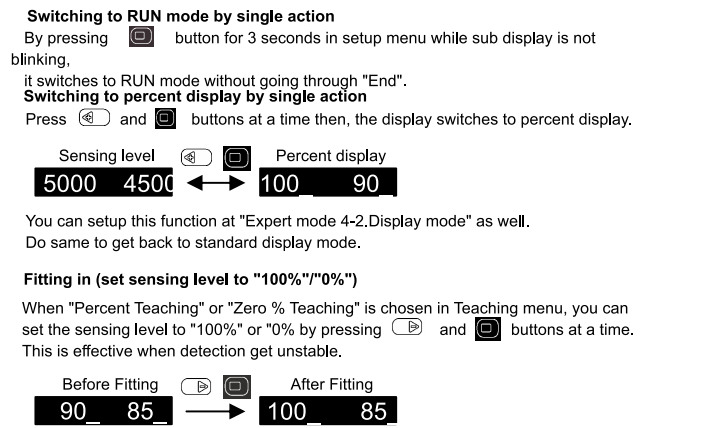 Switching to RUN mode by single action
By pressing button for 3 seconds in setup menu while sub display is not
blinking,
it switches to RUN mode without going through "End".
Switching to percent display by single action
Press and buttons at a time then, the display switches to percent display.
Sensing level Percent display
5000 4500 100_ 90_
You can setup this function at "Expert mode 4-2.Display mode" as well.
Do same to get back to standard display mode.
Fitting in (set sensing level to "100%"/"0%")
When "Percent Teaching" or "Zero % Teaching" is chosen in Teaching menu, you can
set the sensing level to "100%" or "0% by pressing and buttons at a time.
This is effective when detection get unstable.
Before Fitting After Fitting
90_ 85_ 100_ 85_